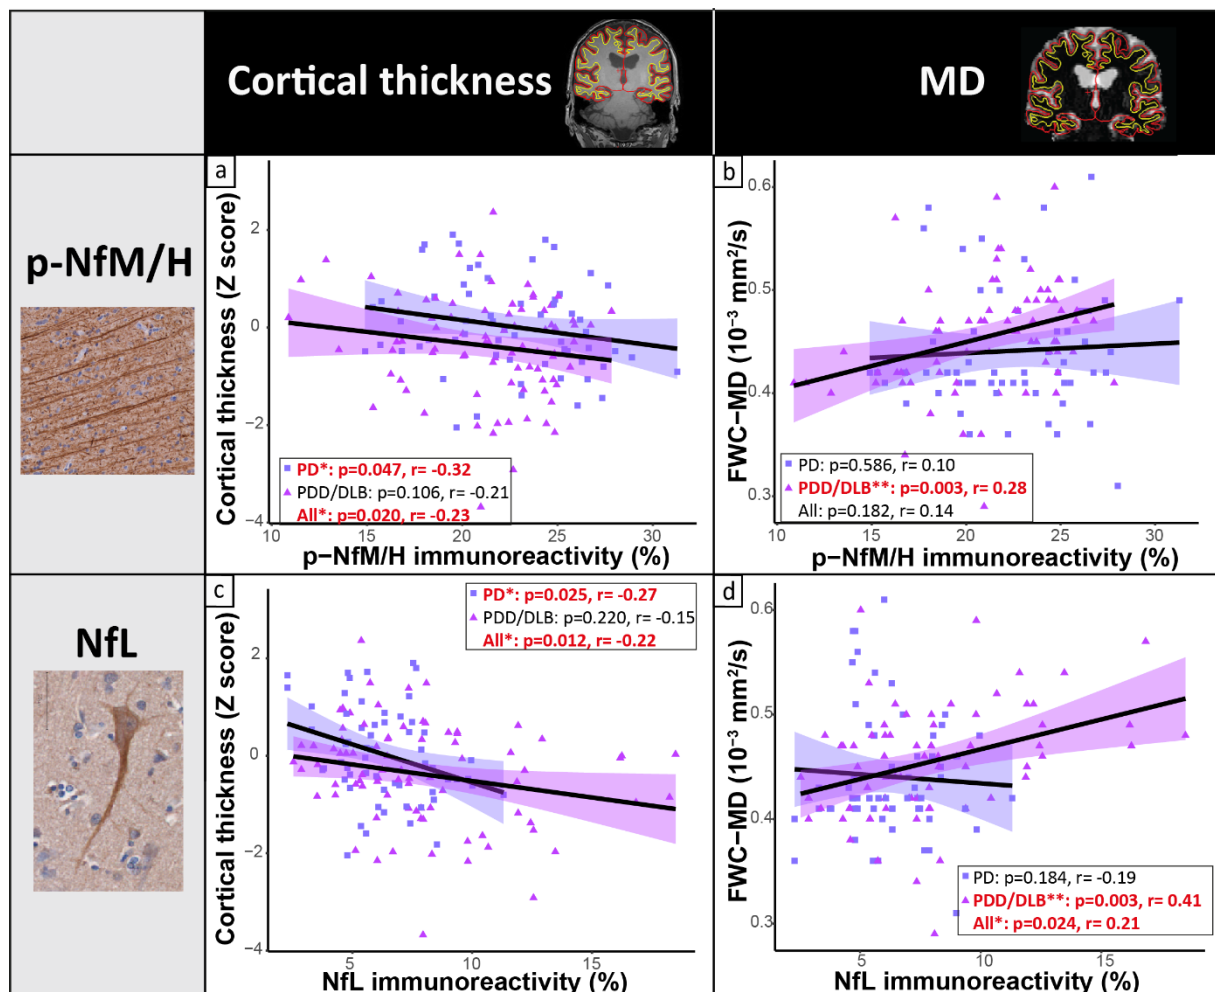 Cortical thickness
MD
p-NfM/H
a
Cortical thickness (Z score)
2
0
−2
−4
PD*: p=0.047, r= -0.32
PDD/DLB: p=0.106, r= -0.21
All*: p=0.020, r= -0.23
10 15 20 25 30
p−NfM/H immunoreactivity (%)
b
FWC−MD (10⁻³ mm²/s)
0.6
0.5
0.4
0.3
PD: p=0.586, r= 0.10
PDD/DLB**: p=0.003, r= 0.28
All: p=0.182, r= 0.14
10 15 20 25 30
p−NfM/H immunoreactivity (%)
NfL
c
Cortical thickness (Z score)
2
0
−2
−4
PD*: p=0.025, r= -0.27
PDD/DLB: p=0.220, r= -0.15
All*: p=0.012, r= -0.22
5 10 15
NfL immunoreactivity (%)
d
FWC−MD (10⁻³ mm²/s)
0.6
0.5
0.4
0.3
PD: p=0.184, r= -0.19
PDD/DLB**: p=0.003, r= 0.41
All*: p=0.024, r= 0.21
5 10 15
NfL immunoreactivity (%)